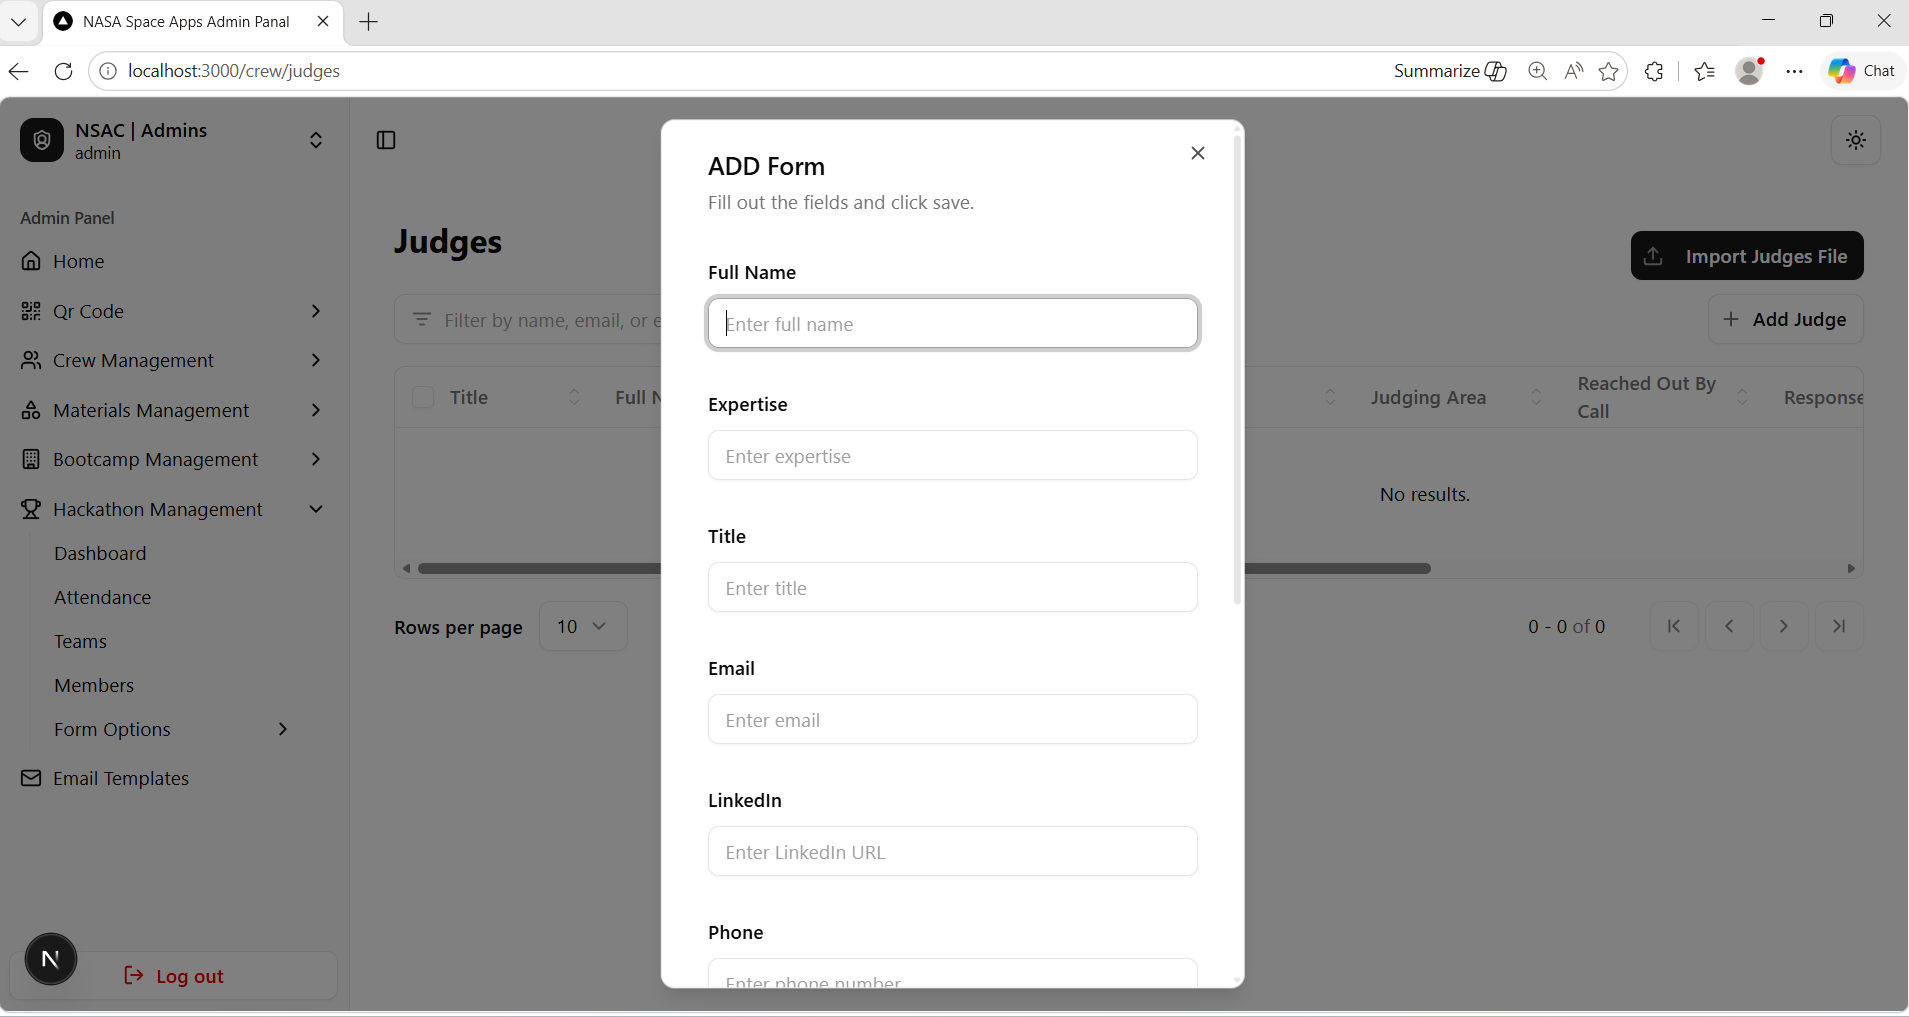 NASA Space Apps Admin Panal
localhost:3000/crew/judges
Summarize
Chat
NSAC | Admins
admin
Admin Panel
Home
Qr Code
Crew Management
Materials Management
Bootcamp Management
Hackathon Management
Dashboard
Attendance
Teams
Members
Form Options
Email Templates
N
Log out
Judges
Import Judges File
Filter by name, email, or e
Add Judge
Title
Full N
Judging Area
Reached Out By
Call
Response
No results.
Rows per page
10
0 - 0 of 0
ADD Form
Fill out the fields and click save.
Full Name
Enter full name
Expertise
Enter expertise
Title
Enter title
Email
Enter email
LinkedIn
Enter LinkedIn URL
Phone
Enter phone number